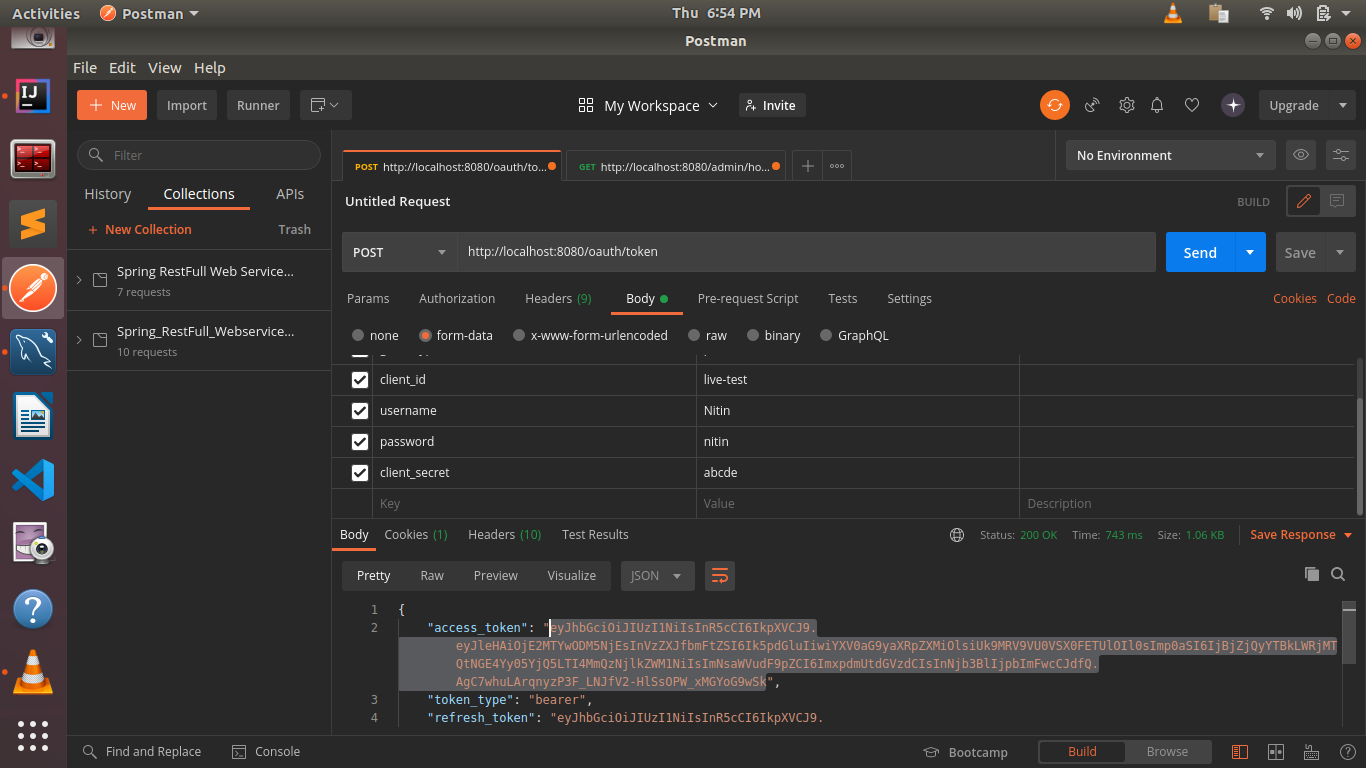 Activities Postman Thu 6:54 PM
Postman
File Edit View Help
+ New Import Runner My Workspace Invite Upgrade
Filter
History Collections APIs
+ New Collection Trash
Spring RestFull Web Service...
7 requests
Spring_RestFull_Webservice...
10 requests
POST http://localhost:8080/oauth/to... GET http://localhost:8080/admin/ho... No Environment
Untitled Request BUILD
POST http://localhost:8080/oauth/token Send Save
Params Authorization Headers (9) Body Pre-request Script Tests Settings Cookies Code
none form-data x-www-form-urlencoded raw binary GraphQL
client_id live-test
username Nitin
password nitin
client_secret abcde
Key Value Description
Body Cookies (1) Headers (10) Test Results Status: 200 OK Time: 743 ms Size: 1.06 KB Save Response
Pretty Raw Preview Visualize JSON
1 {
2 "access_token": "eyJhbGciOiJIUzI1NiIsInR5cCI6IkpXVCJ9.
eyJleHAiOjE2MTYwODM5NjEsInVzZXJfbmFtZSI6Ik5pdGluIiwiYXV0aG9yaXRpZXMiOlsiUk9MRV9VU0VSX0FETUlOIl0sImp0aSI6IjBjZjQyYTBkLWRjMT
QtNGE4Yy05YjQ5LTI4MmQzNjlkZWM1NiIsImNsaWVudF9pZCI6ImxpdmUtdGVzdCIsInNjb3BlIjpbImFwcCJdfQ.
AgC7whuLArqnyzP3F_LNJfV2-HlSsOPW_xMGYoG9wSk",
3 "token_type": "bearer",
4 "refresh_token": "eyJhbGciOiJIUzI1NiIsInR5cCI6IkpXVCJ9.
Find and Replace Console Bootcamp Build Browse